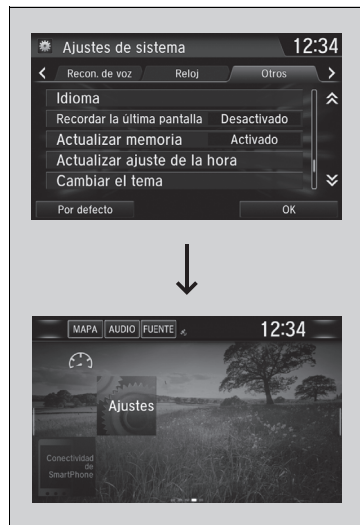 Ajustes de sistema
12:34
Recon. de voz
Reloj
Otros
Idioma
Recordar la última pantalla Desactivado
Actualizar memoria Activado
Actualizar ajuste de la hora
Cambiar el tema
Por defecto
OK
MAPA AUDIO FUENTE
12:34
Ajustes
Conectividad
de
SmartPhone